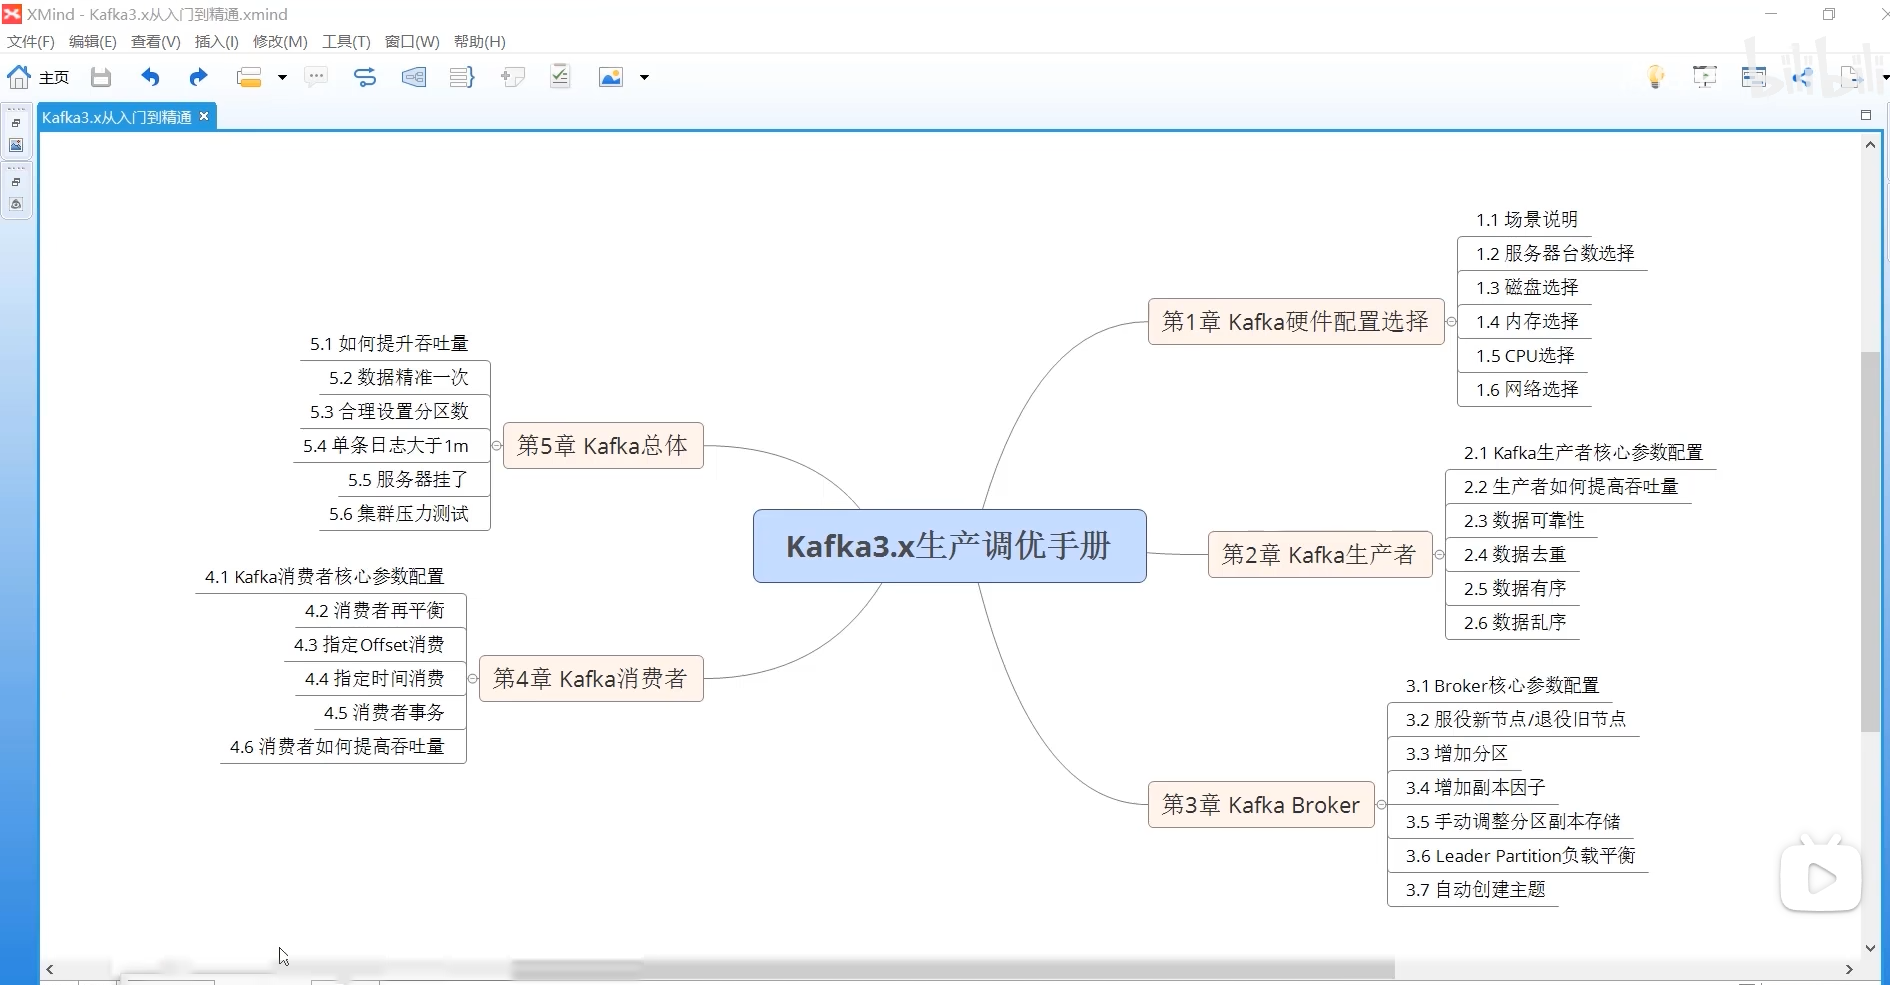 XMind - Kafka3.x从入门到精通.xmind
文件(F) 编辑(E) 查看(V) 插入(I) 修改(M) 工具(T) 窗口(W) 帮助(H)
主页
bilibili
Kafka3.x从入门到精通
Kafka3.x生产调优手册
第1章 Kafka硬件配置选择
1.1 场景说明
1.2 服务器台数选择
1.3 磁盘选择
1.4 内存选择
1.5 CPU选择
1.6 网络选择
第2章 Kafka生产者
2.1 Kafka生产者核心参数配置
2.2 生产者如何提高吞吐量
2.3 数据可靠性
2.4 数据去重
2.5 数据有序
2.6 数据乱序
第3章 Kafka Broker
3.1 Broker核心参数配置
3.2 服役新节点/退役旧节点
3.3 增加分区
3.4 增加副本因子
3.5 手动调整分区副本存储
3.6 Leader Partition负载平衡
3.7 自动创建主题
第4章 Kafka消费者
4.1 Kafka消费者核心参数配置
4.2 消费者再平衡
4.3 指定Offset消费
4.4 指定时间消费
4.5 消费者事务
4.6 消费者如何提高吞吐量
第5章 Kafka总体
5.1 如何提升吞吐量
5.2 数据精准一次
5.3 合理设置分区数
5.4 单条日志大于1m
5.5 服务器挂了
5.6 集群压力测试